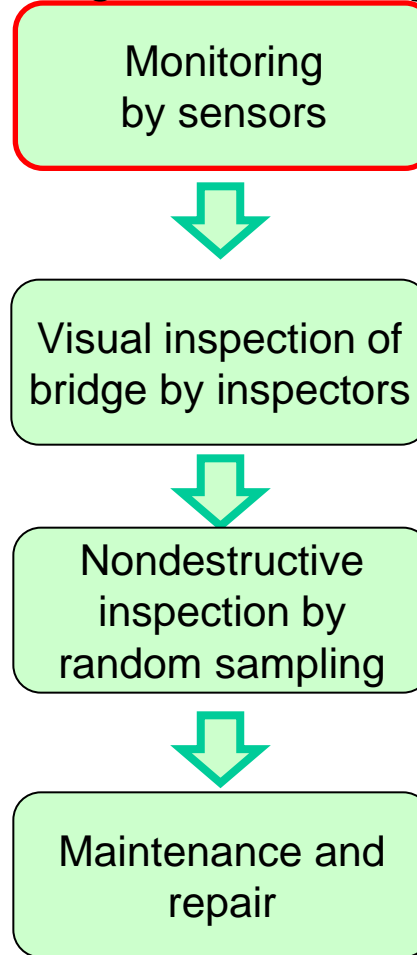 Monitoring
by sensors
Visual inspection of
bridge by inspectors
Nondestructive
inspection by
random sampling
Maintenance and
repair